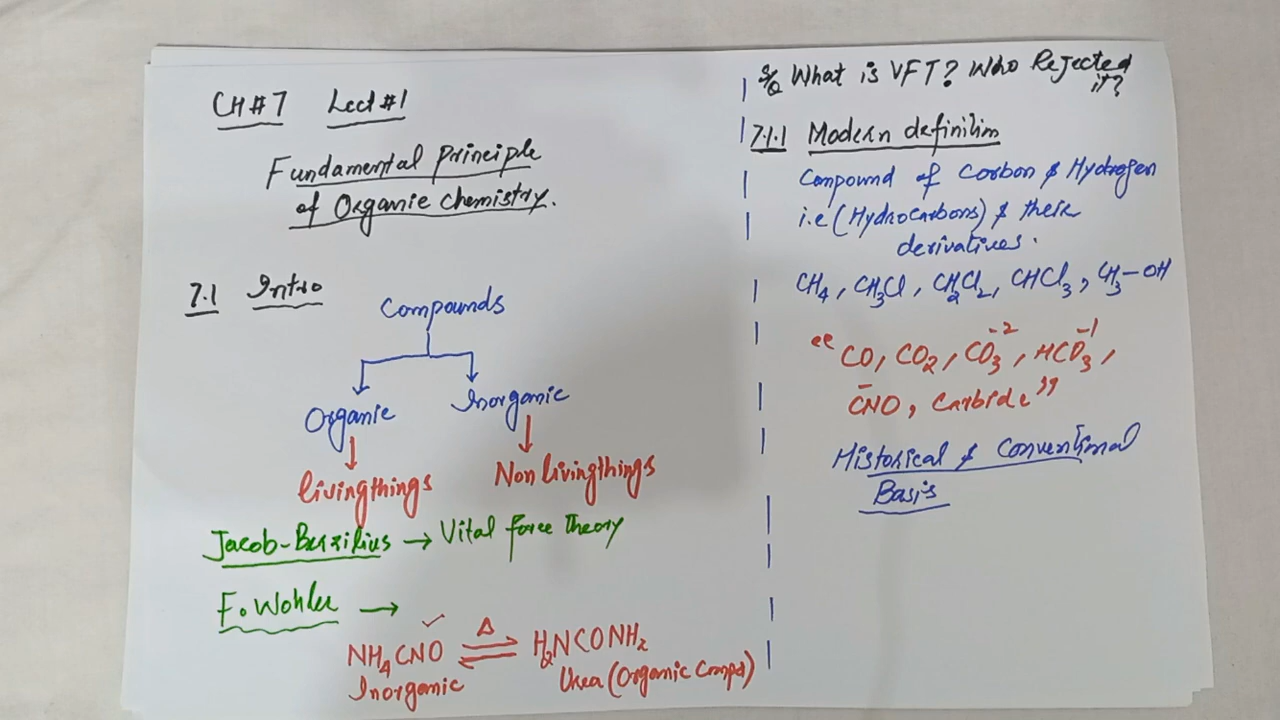 CH#7 Lect#1
Fundamental Principle
of Organic Chemistry.
7.1 Intro
Compounds
Organic Inorganic
livingthings Non livingthings
Jacob-Berzilius → Vital force Theory
F. Wohler →
NH₄CNO ⇌ Δ H₂NCONH₂
Inorganic Urea (Organic Compd)
S/Q What is VFT? Who Rejected
it?
7.1.1 Modern definition
Compound of Carbon & Hydrogen
i.e (Hydrocarbons) & their
derivatives.
CH₄, CH₃Cl, CH₂Cl₂, CHCl₃, CH₃-OH
"CO, CO₂, CO₃⁻², HCO₃⁻¹,
C̄NO, Carbide"
Historical & Conventional
Basis